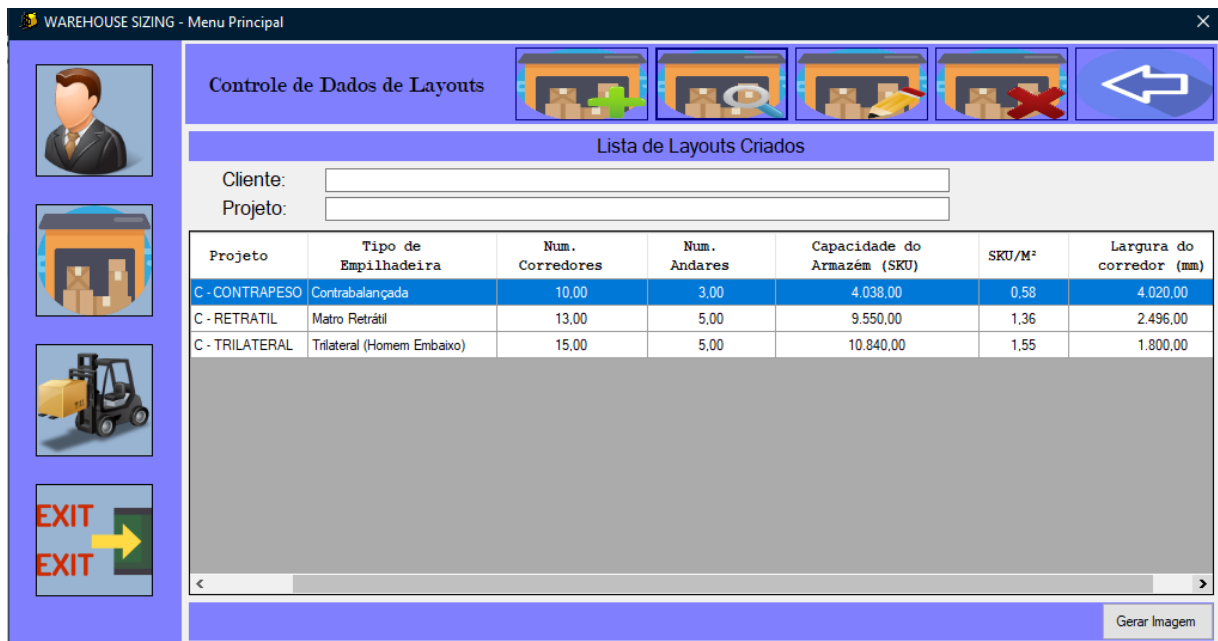 WAREHOUSE SIZING - Menu Principal
Controle de Dados de Layouts
Lista de Layouts Criados
Cliente:
Projeto:
Projeto Tipo de Empilhadeira Num. Corredores Num. Andares Capacidade do Armazém (SKU) SKU/M² Largura do corredor (mm)
C - CONTRAPESO Contrabalançada 10,00 3,00 4.038,00 0,58 4.020,00
C - RETRATIL Matro Retrátil 13,00 5,00 9.550,00 1,36 2.496,00
C - TRILATERAL Trilateral (Homem Embaixo) 15,00 5,00 10.840,00 1,55 1.800,00
EXIT
EXIT
Gerar Imagem